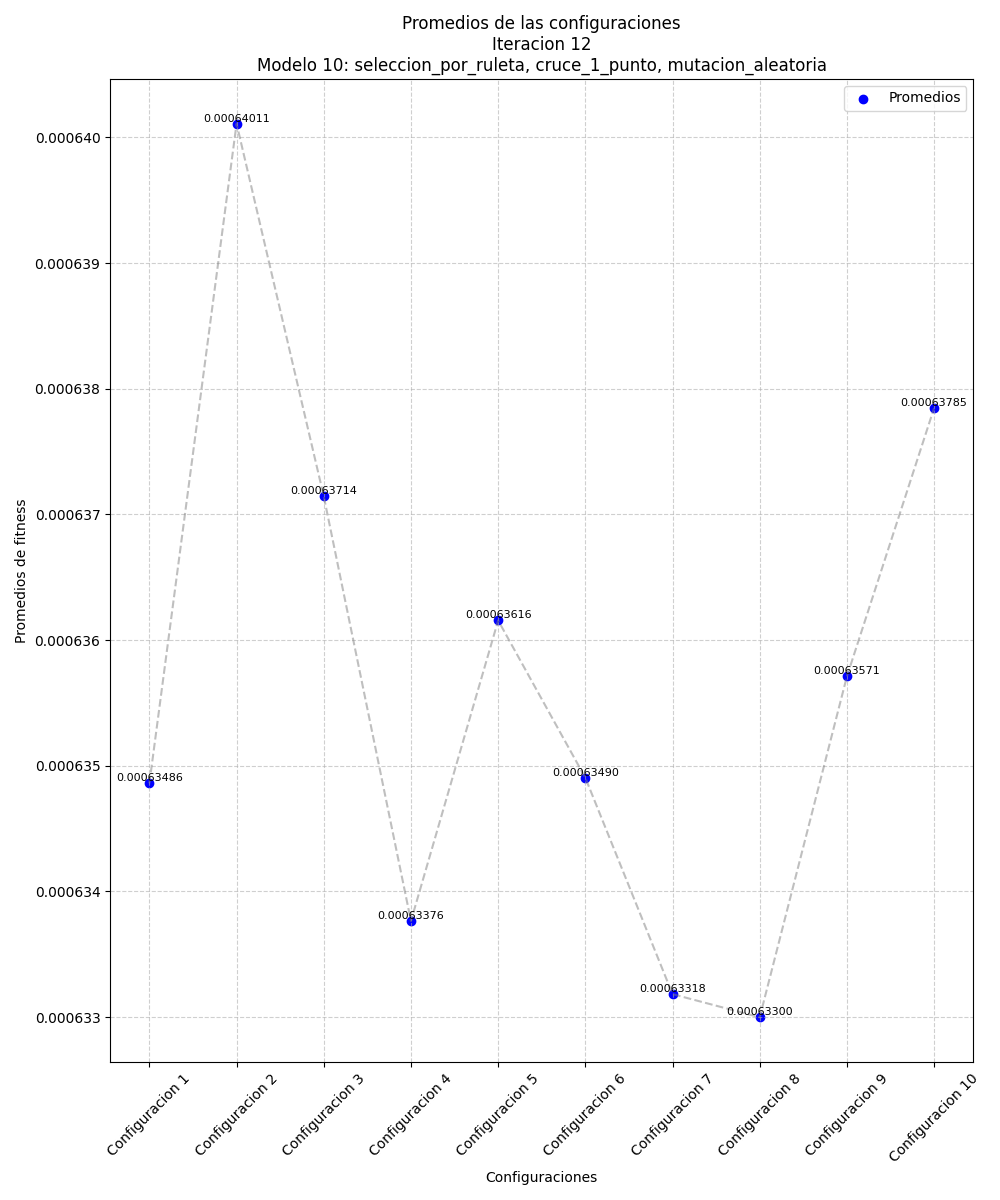 Promedios de las configuraciones
Iteracion 12
Modelo 10: seleccion_por_ruleta, cruce_1_punto, mutacion_aleatoria
Promedios
0.00064011
0.000640
0.000639
0.000638
0.00063785
0.00063714
0.000637
Promedios de fitness
0.00063616
0.000636
0.00063571
0.000635
0.00063486
0.00063490
0.000634
0.00063376
0.00063318
0.00063300
0.000633
Configuracion 1
Configuracion 2
Configuracion 3
Configuracion 4
Configuracion 5
Configuracion 6
Configuracion 7
Configuracion 8
Configuracion 9
Configuracion 10
Configuraciones